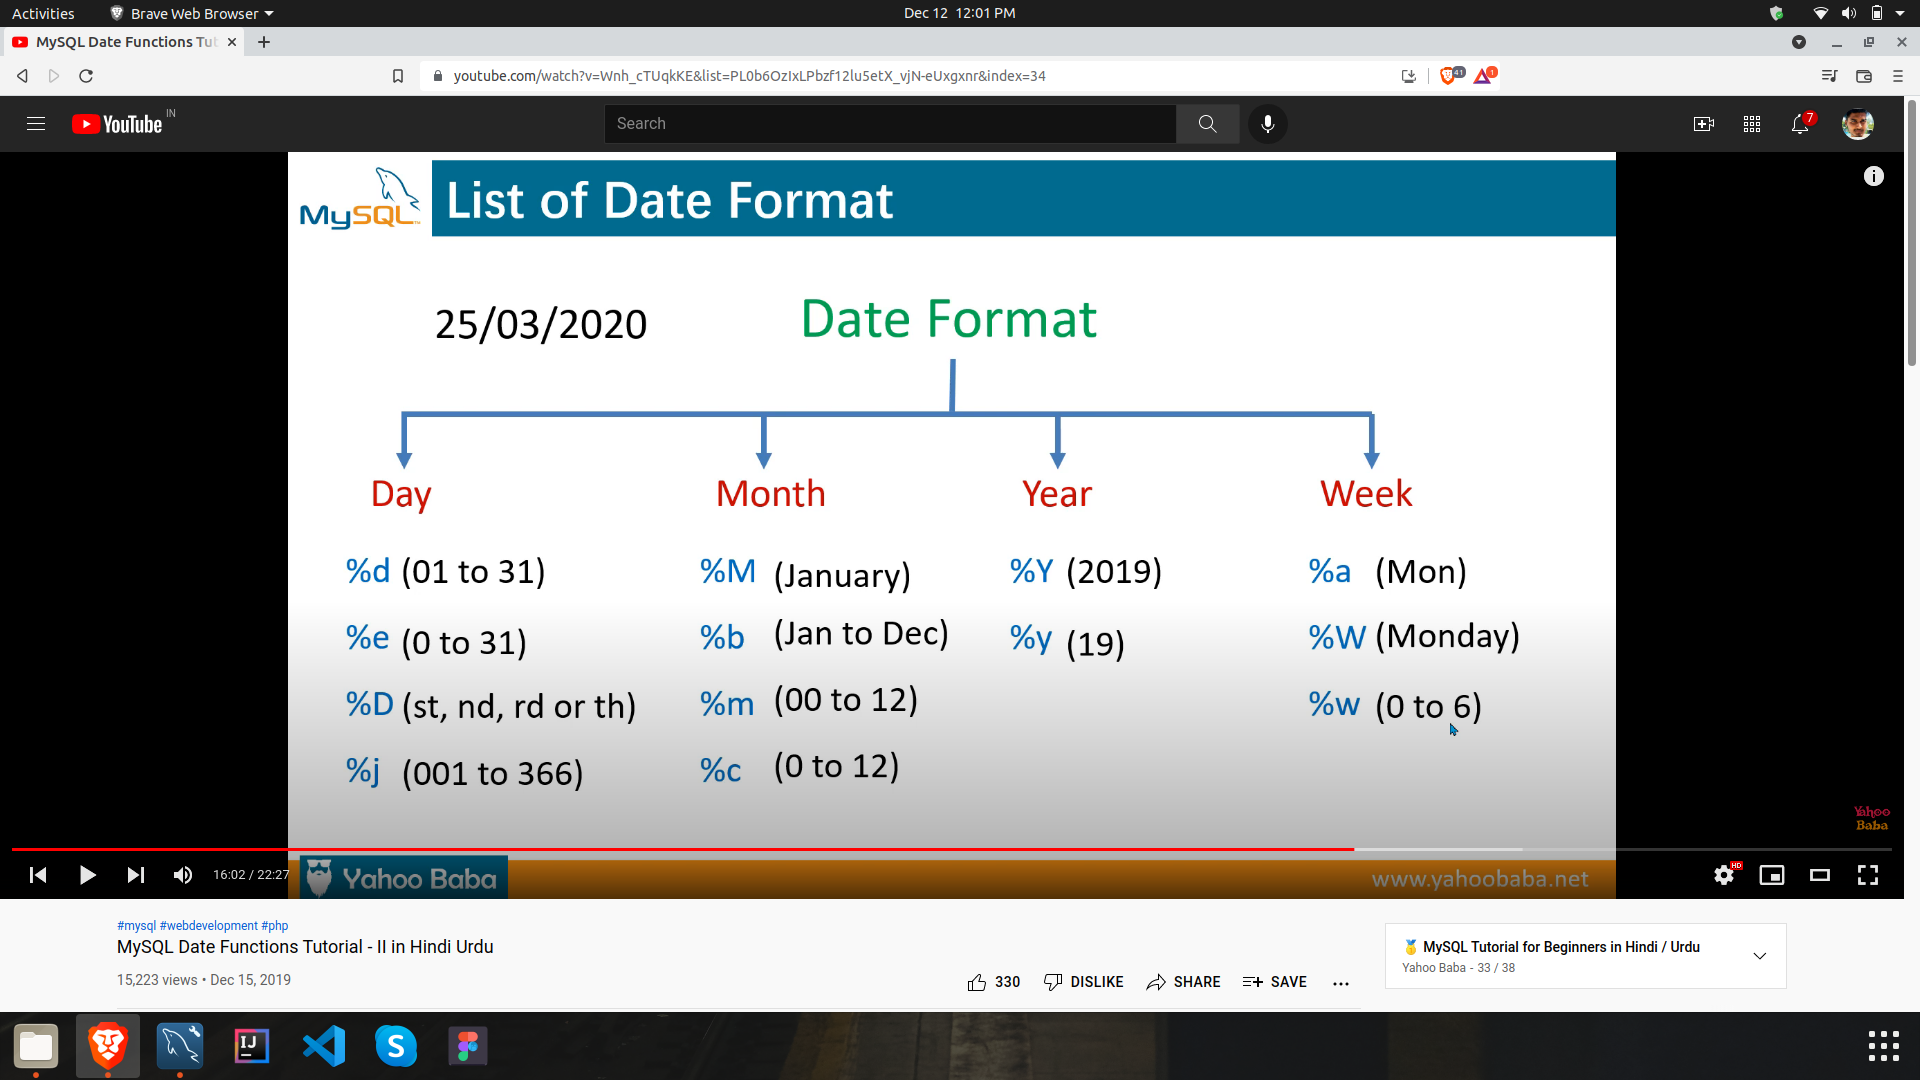 Activities Brave Web Browser Dec 12 12:01 PM
MySQL Date Functions Tut
youtube.com/watch?v=Wnh_cTUqkKE&list=PL0b6OzIxLPbzf12lu5etX_vjN-eUxgxnr&index=34 41 1
YouTube IN Search 7
MySQL List of Date Format
25/03/2020 Date Format
Day Month Year Week
%d (01 to 31) %M (January) %Y (2019) %a (Mon)
%e (0 to 31) %b (Jan to Dec) %y (19) %W (Monday)
%D (st, nd, rd or th) %m (00 to 12) %w (0 to 6)
%j (001 to 366) %c (0 to 12)
Yahoo
Baba
16:02 / 22:27 Yahoo Baba www.yahoobaba.net HD
#mysql #webdevelopment #php
MySQL Date Functions Tutorial - II in Hindi Urdu
15,223 views • Dec 15, 2019
330 DISLIKE SHARE SAVE
MySQL Tutorial for Beginners in Hindi / Urdu
Yahoo Baba - 33 / 38
IJ S